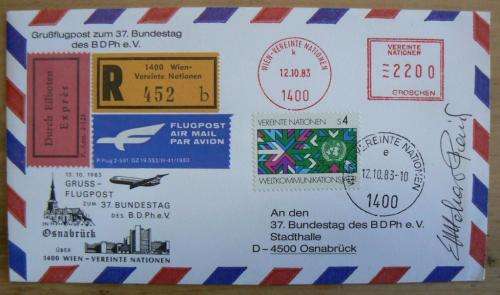 Grußflugpost zum 37. Bundestag
des B D Ph e.V.
WIEN-VEREINTE NATIONEN
k
12.10.83
1400
VEREINTE
NATIONEN
2200
GROSCHEN
Durch Eilboten
Exprès
R
1400 Wien-
Vereinte Nationen
452 b
FLUGPOST
AIR MAIL
PAR AVION
VEREINTE NATIONEN S4
WELTKOMMUNIKATIONSJAHR
VEREINTE NATIONEN
e
12.10.83-10
1400
12.10.1983
GRUSS-
FLUGPOST
ZUM 37. BUNDESTAG
DES B.D.Ph.e.V.
Osnabrück
ÜBER
1400 WIEN - VEREINTE NATIONEN
An den
37. Bundestag des B D Ph e.V.
Stadthalle
D - 4500 Osnabrück